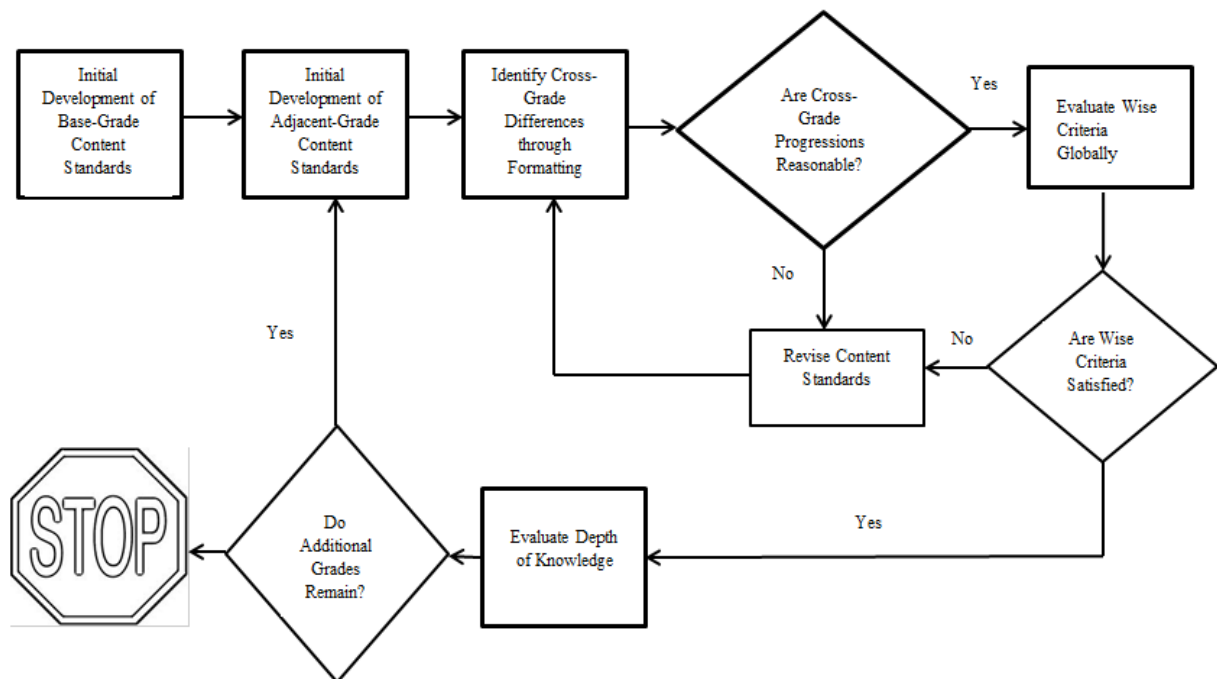 Initial
Development of
Base-Grade
Content
Standards
Initial
Development of
Adjacent-Grade
Content
Standards
Identify Cross-
Grade
Differences
through
Formatting
Are Cross-
Grade
Progressions
Reasonable?
Yes
Evaluate Wise
Criteria
Globally
No
Yes
Revise Content
Standards
No
Are Wise
Criteria
Satisfied?
STOP
Do
Additional
Grades
Remain?
Evaluate Depth
of Knowledge
Yes